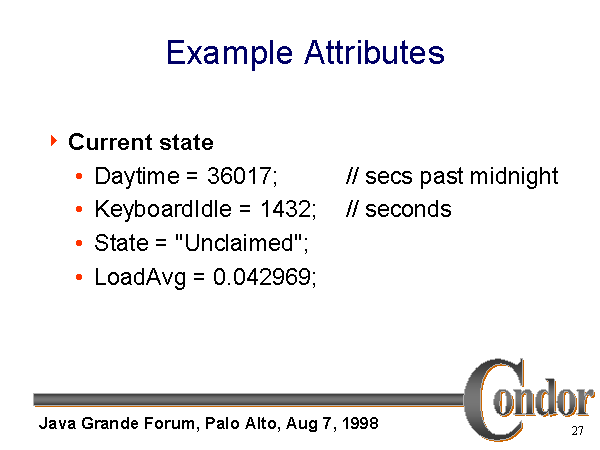 Example Attributes
Current state
• Daytime = 36017; // secs past midnight
• KeyboardIdle = 1432; // seconds
• State = "Unclaimed";
• LoadAvg = 0.042969;
Condor
Java Grande Forum, Palo Alto, Aug 7, 1998
27